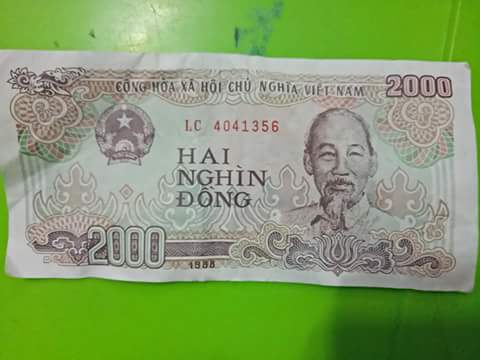 CỘNG HÒA XÃ HỘI CHỦ NGHĨA VIỆT NAM
2000
LC 4041356
HAI
NGHÌN
ĐỒNG
2000
1988